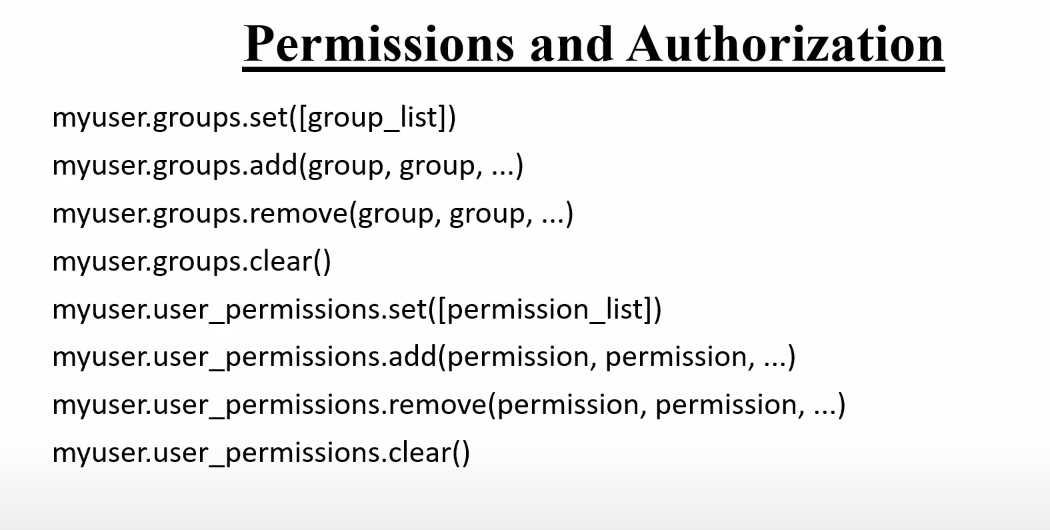 Permissions and Authorization
myuser.groups.set([group_list])
myuser.groups.add(group, group, ...)
myuser.groups.remove(group, group, ...)
myuser.groups.clear()
myuser.user_permissions.set([permission_list])
myuser.user_permissions.add(permission, permission, ...)
myuser.user_permissions.remove(permission, permission, ...)
myuser.user_permissions.clear()